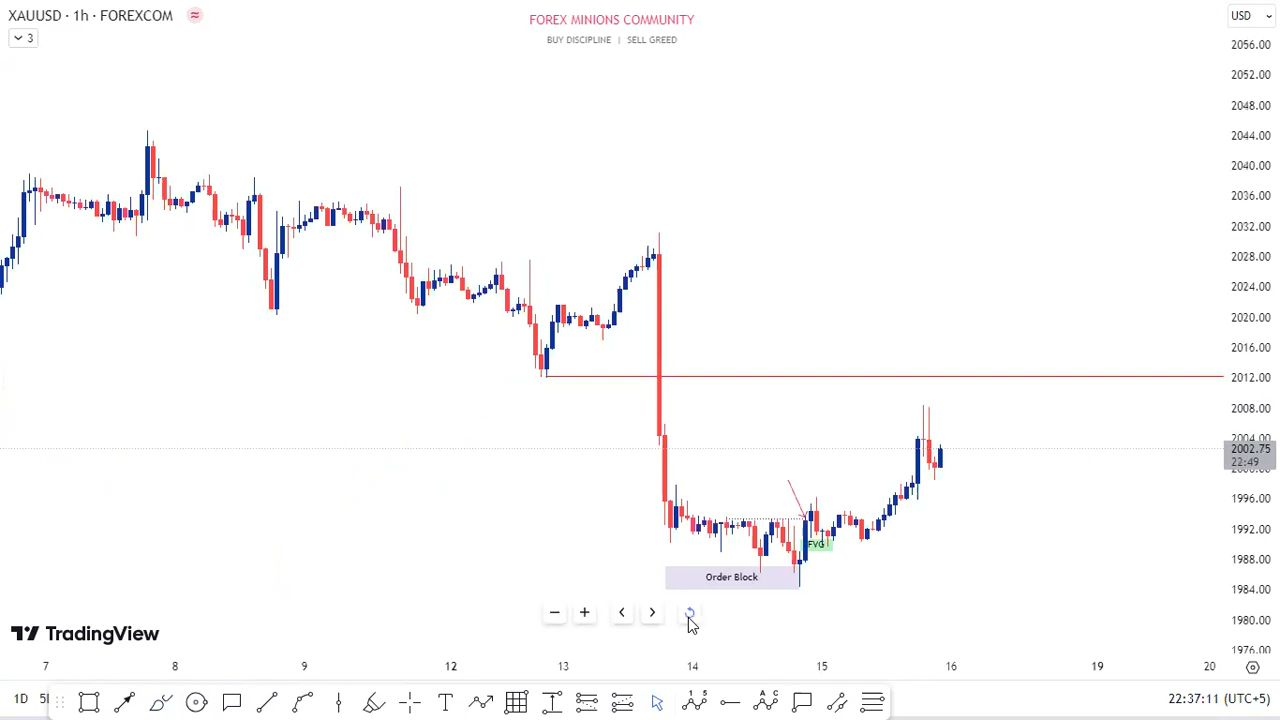 XAUUSD · 1h · FOREXCOM
3
FOREX MINIONS COMMUNITY
BUY DISCIPLINE | SELL GREED
USD
2056.00
2052.00
2048.00
2044.00
2040.00
2036.00
2032.00
2028.00
2024.00
2020.00
2016.00
2012.00
2008.00
2004.00
2002.75
22:49
1996.00
1992.00
1988.00
1984.00
1980.00
1976.00
FVG
Order Block
TradingView
7 8 9 12 13 14 15 16 19 20
1D
22:37:11 (UTC+5)